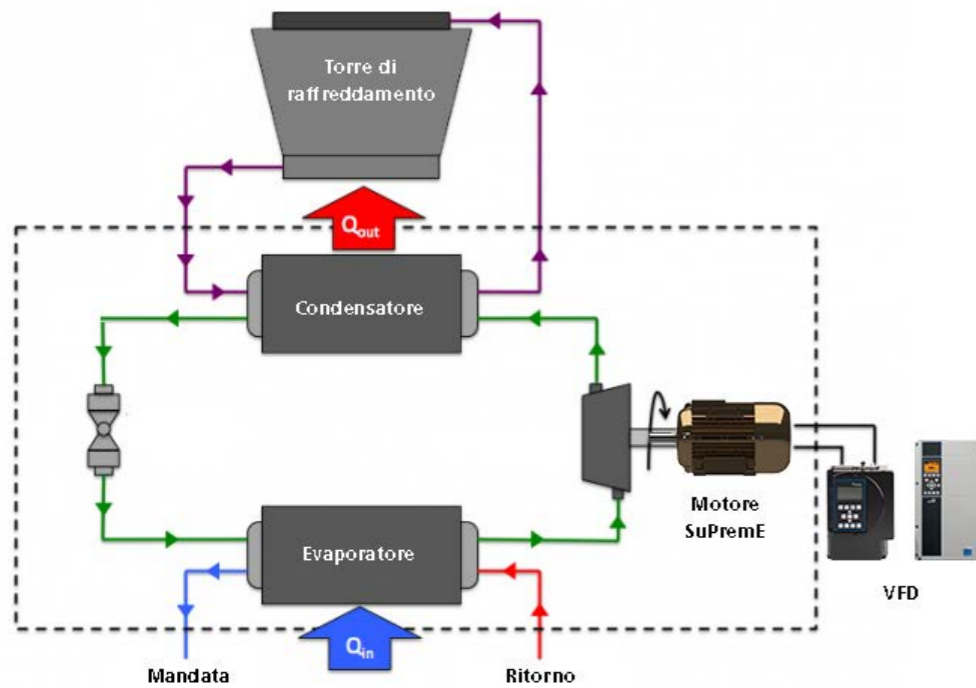 Torre di
raffreddamento
Qout
Condensatore
Motore
SuPremE
Evaporatore
VFD
Qin
Mandata
Ritorno